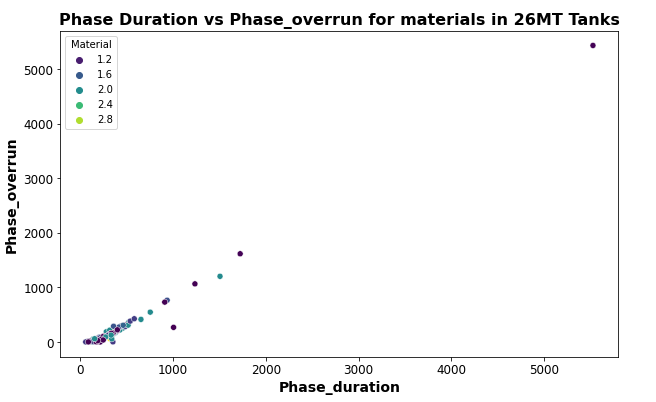 Phase Duration vs Phase_overrun for materials in 26MT Tanks
Material
1.2
1.6
2.0
2.4
2.8
5000
4000
3000
2000
1000
0
Phase_overrun
0 1000 2000 3000 4000 5000
Phase_duration